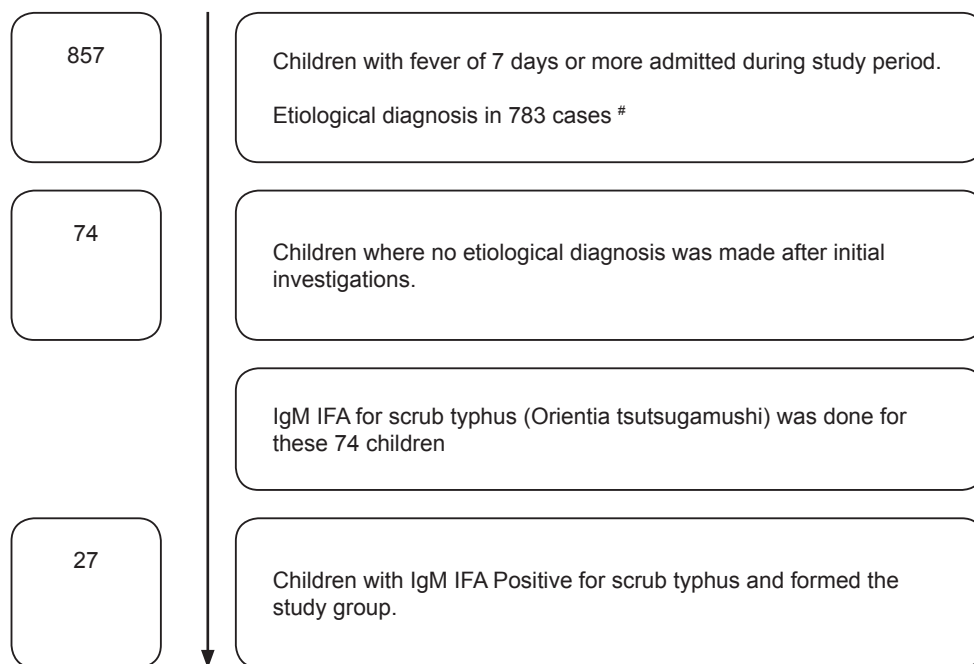 857
Children with fever of 7 days or more admitted during study period.
Etiological diagnosis in 783 cases #
74
Children where no etiological diagnosis was made after initial
investigations.
IgM IFA for scrub typhus (Orientia tsutsugamushi) was done for
these 74 children
27
Children with IgM IFA Positive for scrub typhus and formed the
study group.